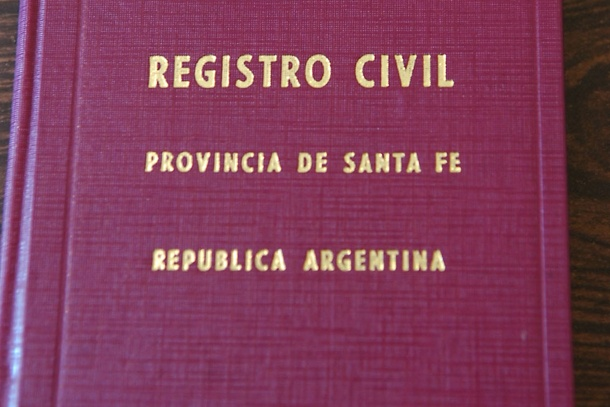 REGISTRO CIVIL
PROVINCIA DE SANTA FE
REPUBLICA ARGENTINA